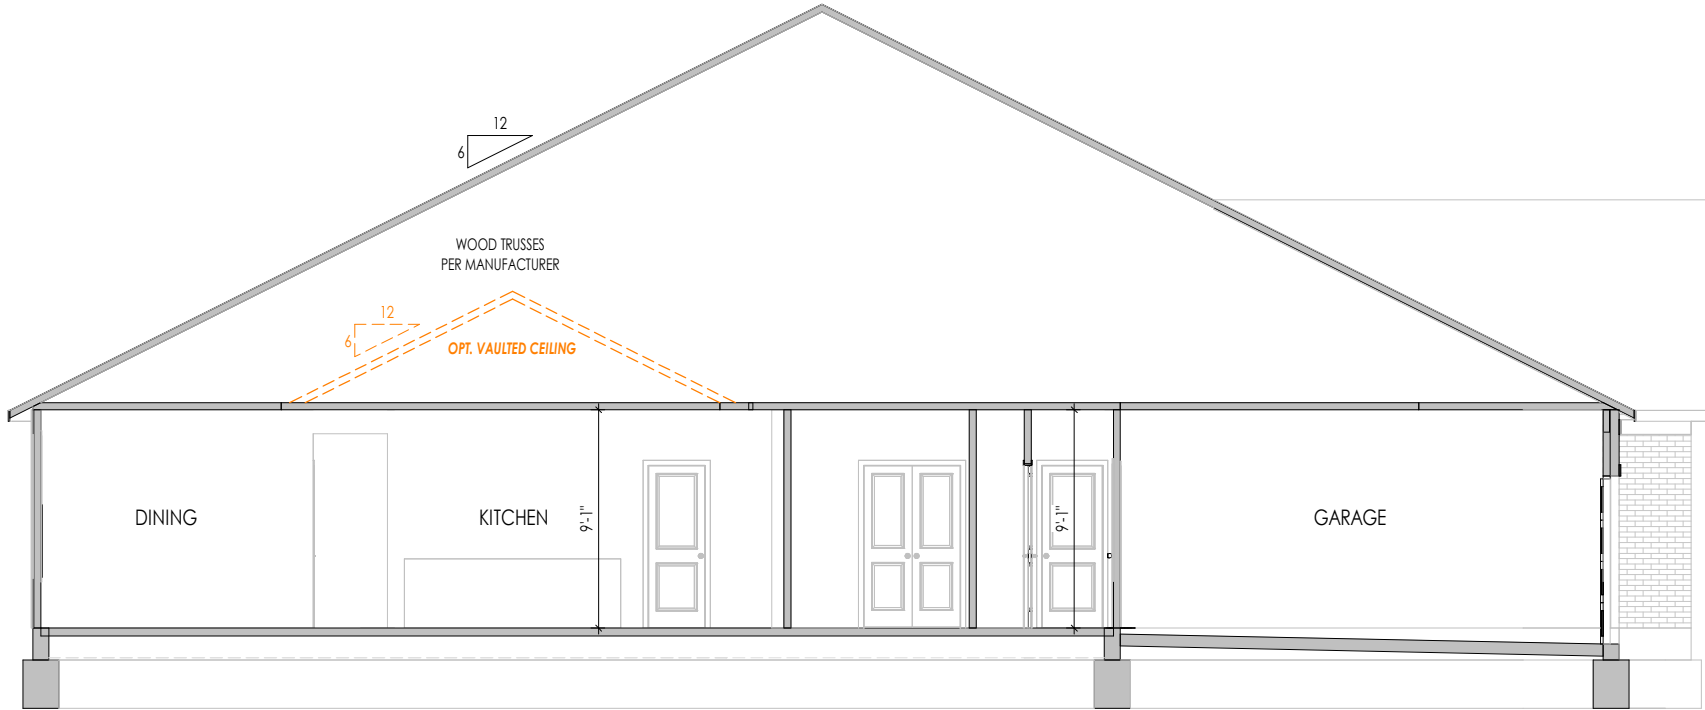 12
6
WOOD TRUSSES
PER MANUFACTURER
12
6
OPT. VAULTED CEILING
DINING
KITCHEN
9'-1"
9'-1"
GARAGE